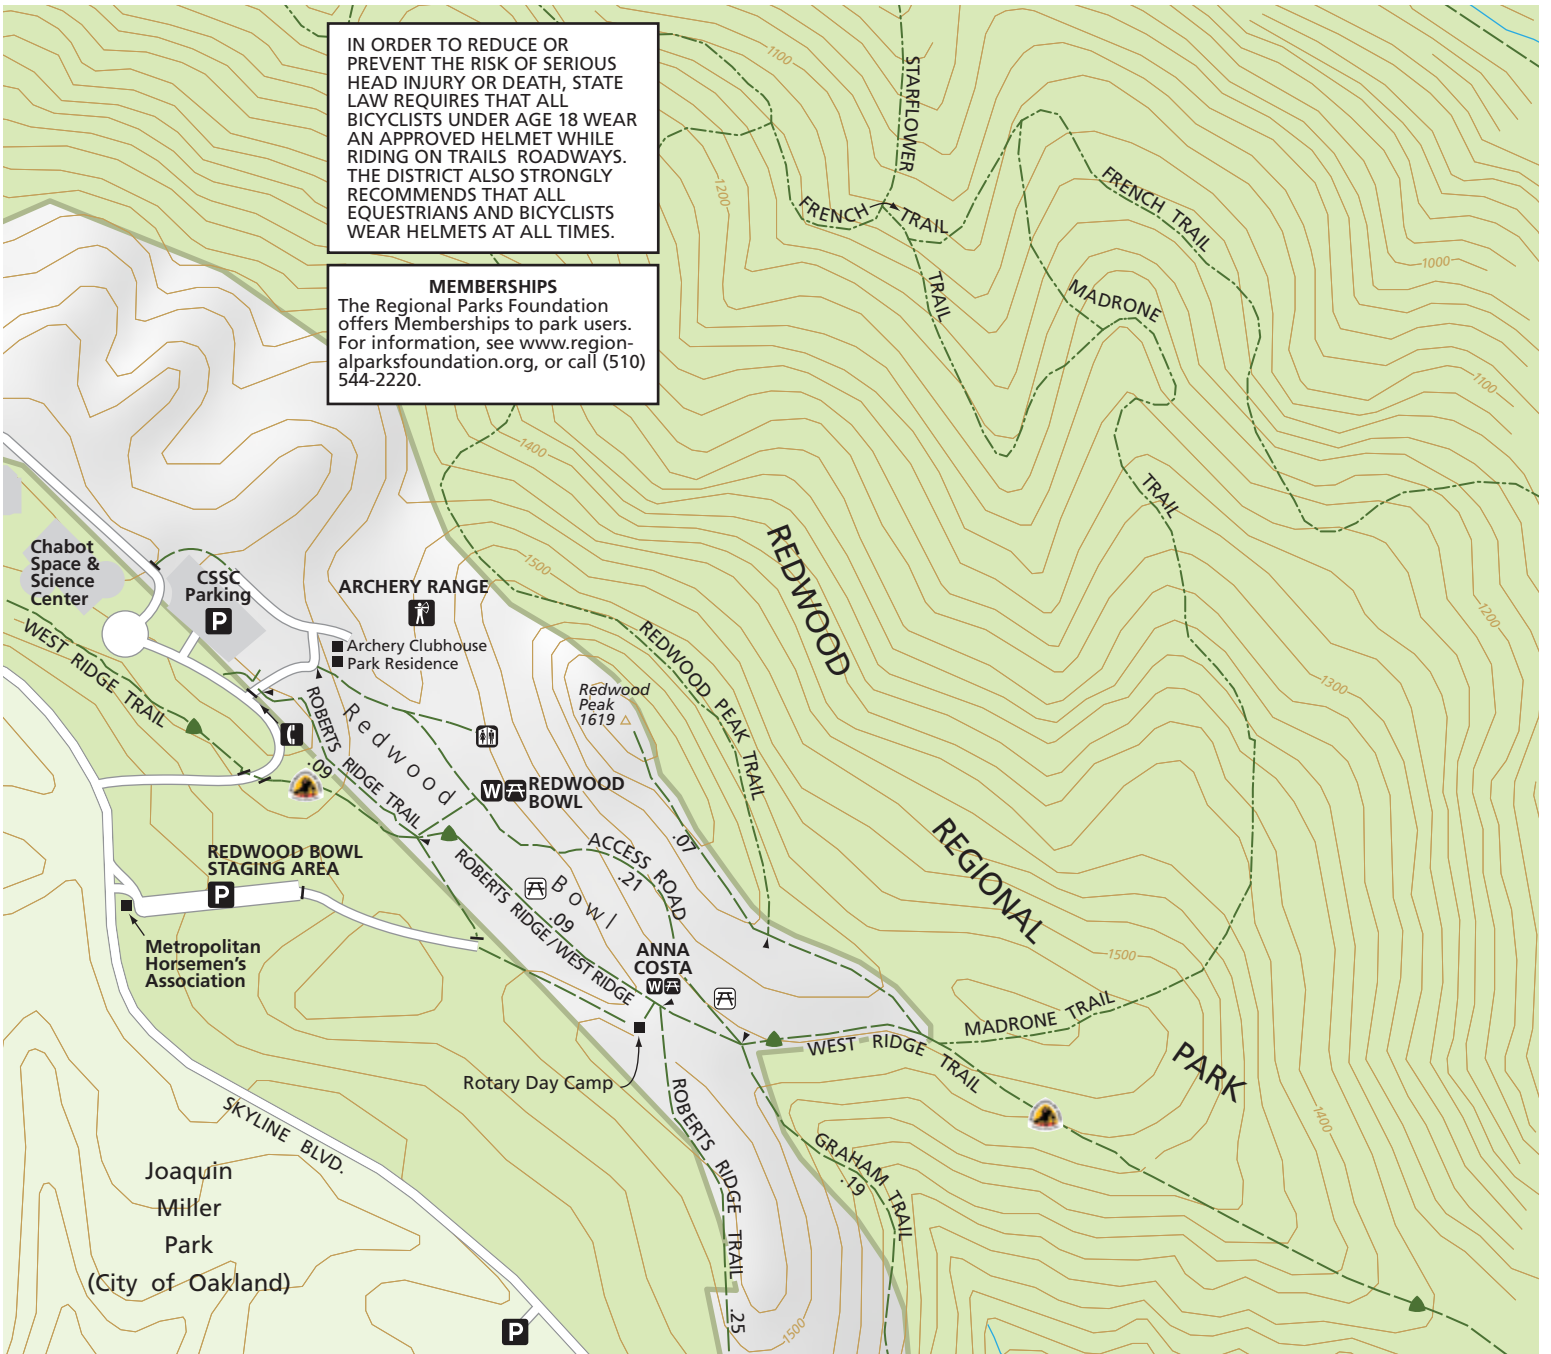 IN ORDER TO REDUCE OR
PREVENT THE RISK OF SERIOUS
HEAD INJURY OR DEATH, STATE
LAW REQUIRES THAT ALL
BICYCLISTS UNDER AGE 18 WEAR
AN APPROVED HELMET WHILE
RIDING ON TRAILS ROADWAYS.
THE DISTRICT ALSO STRONGLY
RECOMMENDS THAT ALL
EQUESTRIANS AND BICYCLISTS
WEAR HELMETS AT ALL TIMES.
MEMBERSHIPS
The Regional Parks Foundation
offers Memberships to park users.
For information, see www.region-
alparksfoundation.org, or call (510)
544-2220.
1100
1200
STARFLOWER
TRAIL
FRENCH TRAIL
FRENCH TRAIL
MADRONE
TRAIL
1000
1100
1200
1300
1400
1500
REDWOOD
REGIONAL
PARK
Chabot
Space &
Science
Center
CSSC
Parking
P
ARCHERY RANGE
Archery Clubhouse
Park Residence
WEST RIDGE TRAIL
Redwood
Peak
1619
REDWOOD PEAK TRAIL
ROBERTS RIDGE TRAIL
.09
Redwood
Bowl
W
REDWOOD
BOWL
.07
ACCESS ROAD
.21
REDWOOD BOWL
STAGING AREA
P
ROBERTS RIDGE/WEST RIDGE
.09
Metropolitan
Horsemen's
Association
ANNA
COSTA
W
1500
MADRONE TRAIL
WEST RIDGE TRAIL
Rotary Day Camp
SKYLINE BLVD.
ROBERTS RIDGE TRAIL
.25
GRAHAM TRAIL
.19
1400
Joaquin
Miller
Park
(City of Oakland)
P
1500